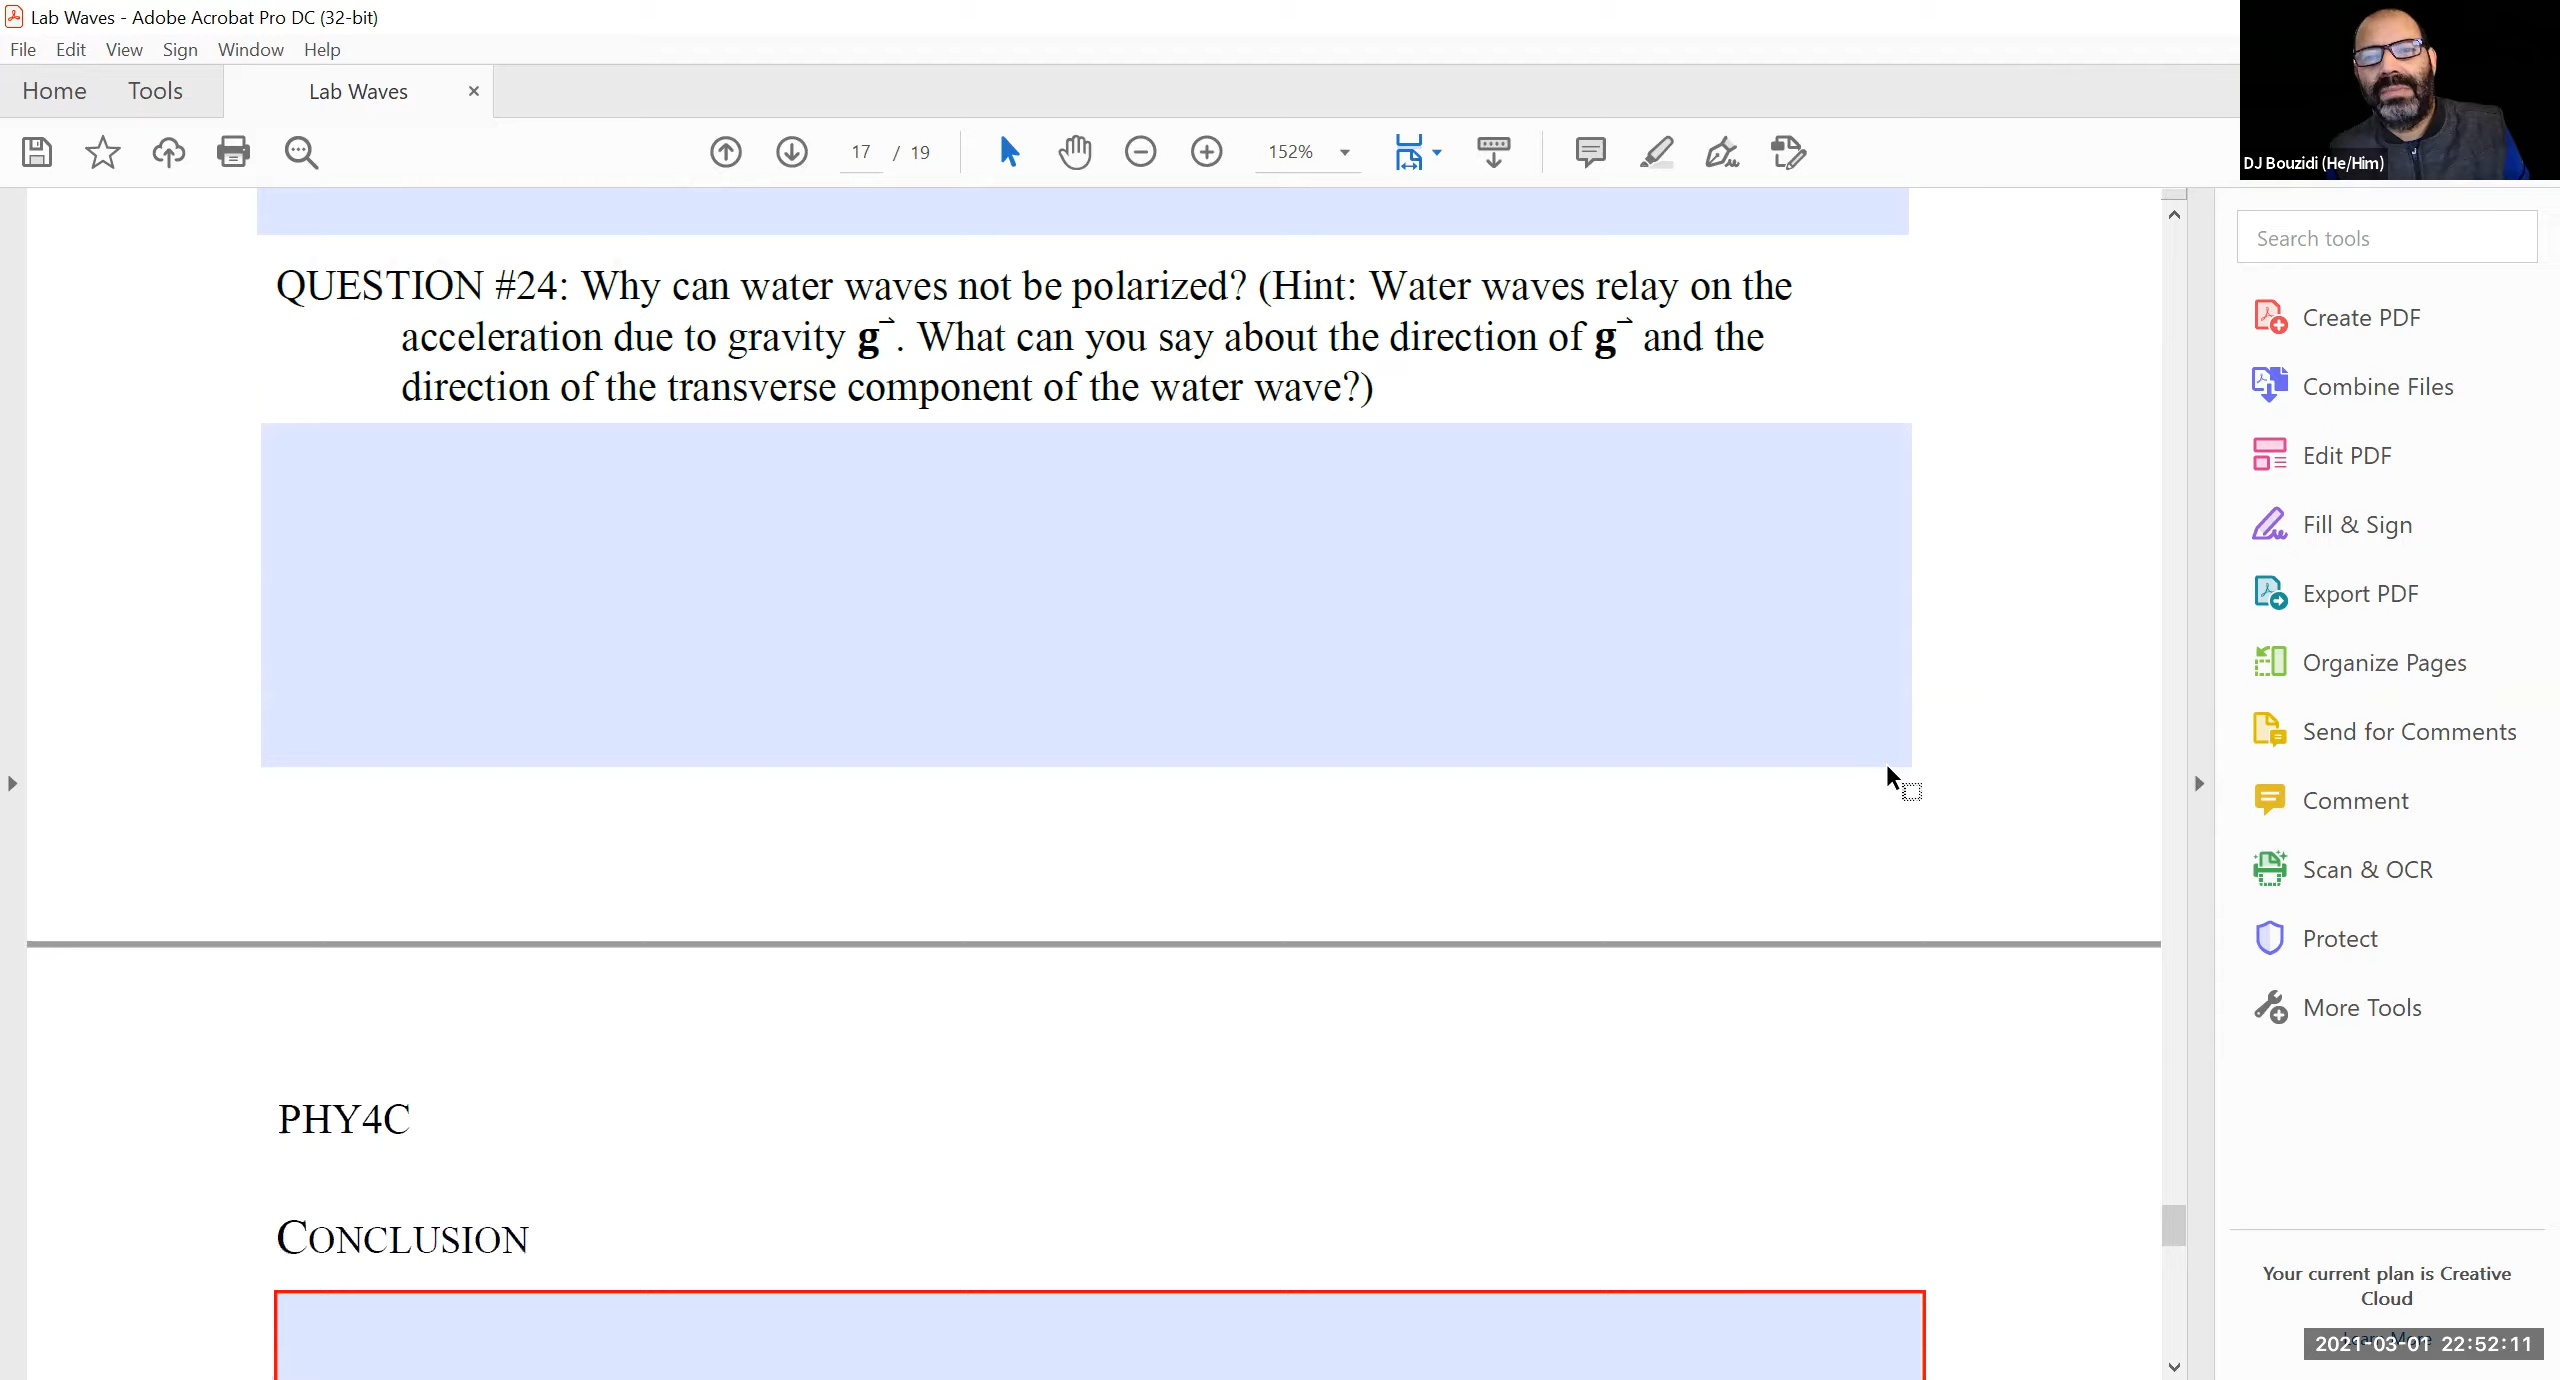 Lab Waves - Adobe Acrobat Pro DC (32-bit)
File Edit View Sign Window Help
Home Tools Lab Waves ×
17 / 19 152%
DJ Bouzidi (He/Him)
QUESTION #24: Why can water waves not be polarized? (Hint: Water waves relay on the
acceleration due to gravity g⃗. What can you say about the direction of g⃗ and the
direction of the transverse component of the water wave?)
PHY4C
CONCLUSION
Search tools
Create PDF
Combine Files
Edit PDF
Fill & Sign
Export PDF
Organize Pages
Send for Comments
Comment
Scan & OCR
Protect
More Tools
Your current plan is Creative
Cloud
2021-03-01 22:52:11